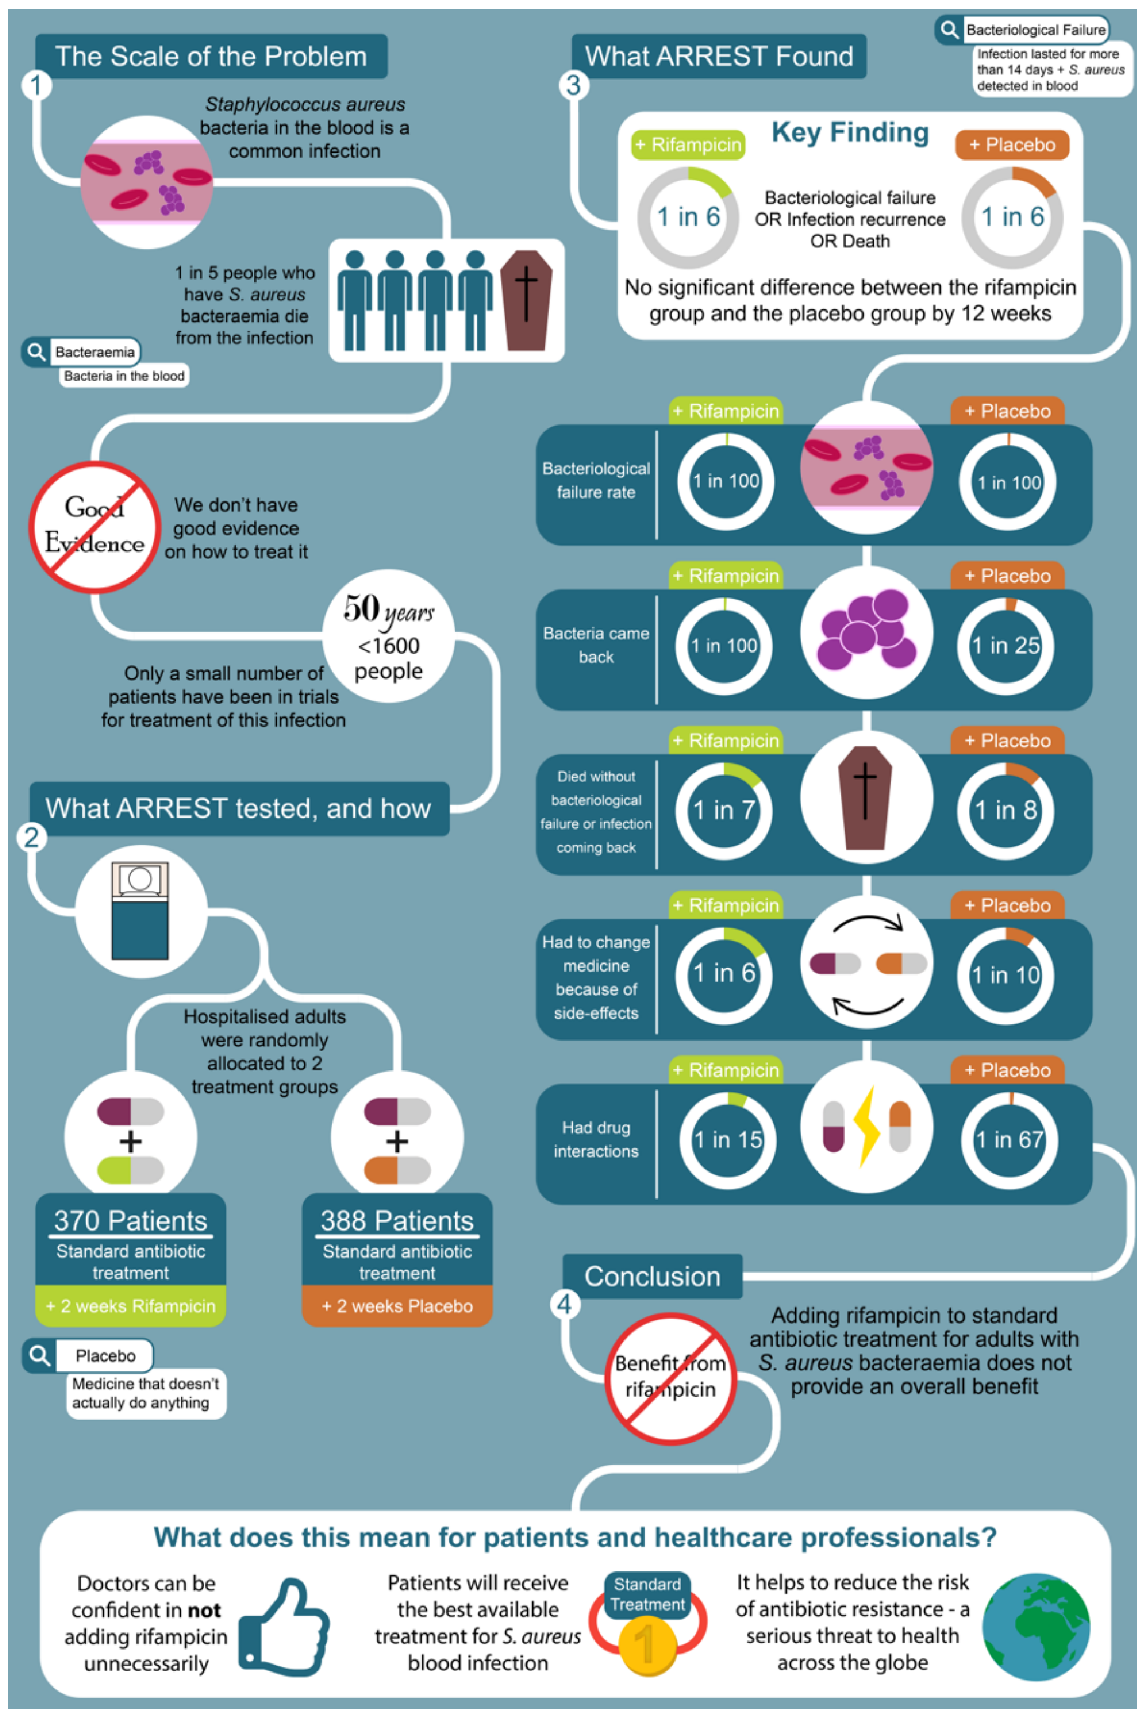 The Scale of the Problem
1
Staphylococcus aureus
bacteria in the blood is a
common infection
1 in 5 people who
have S. aureus
bacteraemia die
from the infection
Bacteraemia
Bacteria in the blood
Good
Evidence
We don't have
good evidence
on how to treat it
50 years
<1600
people
Only a small number of
patients have been in trials
for treatment of this infection
What ARREST tested, and how
2
Hospitalised adults
were randomly
allocated to 2
treatment groups
+
+
370 Patients
Standard antibiotic
treatment
+ 2 weeks Rifampicin
388 Patients
Standard antibiotic
treatment
+ 2 weeks Placebo
Placebo
Medicine that doesn't
actually do anything
What ARREST Found
3
Bacteriological Failure
Infection lasted for more
than 14 days + S. aureus
detected in blood
Key Finding
+ Rifampicin
1 in 6
Bacteriological failure
OR Infection recurrence
OR Death
+ Placebo
1 in 6
No significant difference between the rifampicin
group and the placebo group by 12 weeks
+ Rifampicin
+ Placebo
Bacteriological
failure rate
1 in 100
1 in 100
+ Rifampicin
+ Placebo
Bacteria came
back
1 in 100
1 in 25
+ Rifampicin
+ Placebo
Died without
bacteriological
failure or infection
coming back
1 in 7
1 in 8
+ Rifampicin
+ Placebo
Had to change
medicine
because of
side-effects
1 in 6
1 in 10
+ Rifampicin
+ Placebo
Had drug
interactions
1 in 15
1 in 67
Conclusion
4
Benefit from
rifampicin
Adding rifampicin to standard
antibiotic treatment for adults with
S. aureus bacteraemia does not
provide an overall benefit
What does this mean for patients and healthcare professionals?
Doctors can be
confident in not
adding rifampicin
unnecessarily
Patients will receive
the best available
treatment for S. aureus
blood infection
Standard
Treatment
1
It helps to reduce the risk
of antibiotic resistance - a
serious threat to health
across the globe